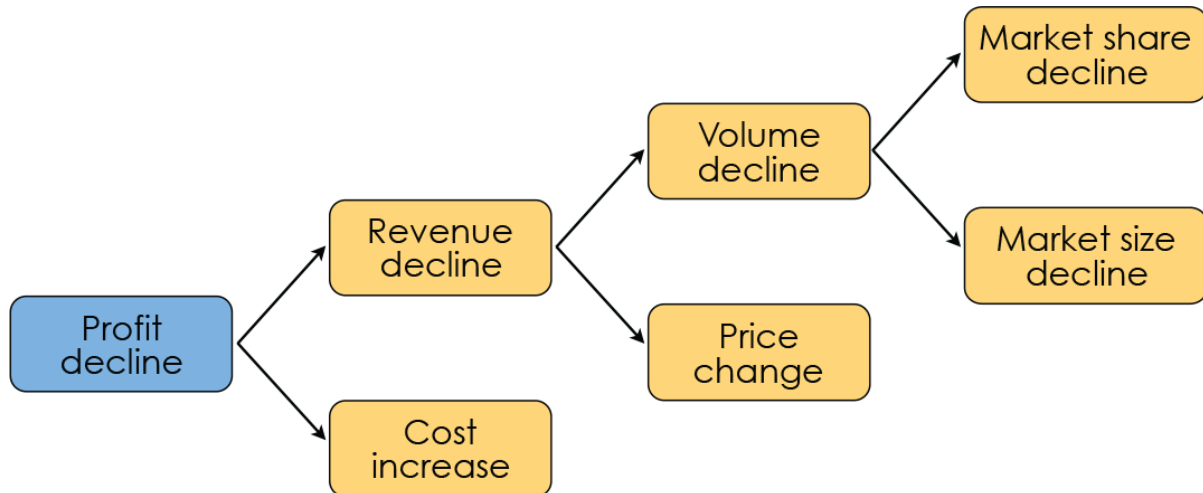 Profit
decline
Revenue
decline
Cost
increase
Volume
decline
Price
change
Market share
decline
Market size
decline